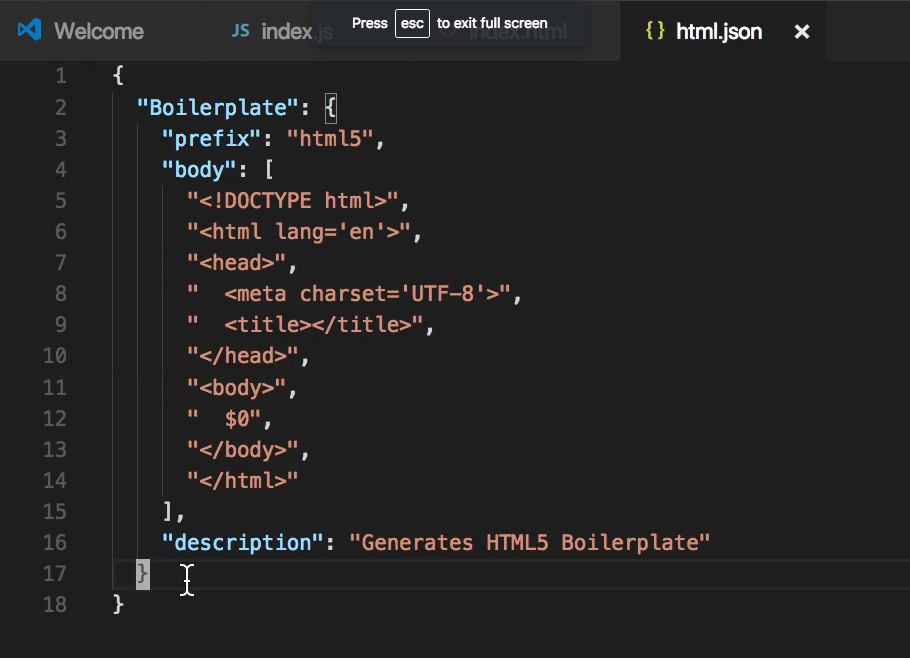 Welcome
JS index.js
Press esc to exit full screen
index.html
{ } html.json ×
1 {
2 "Boilerplate": {
3 "prefix": "html5",
4 "body": [
5 "<!DOCTYPE html>",
6 "<html lang='en'>",
7 "<head>",
8 "  <meta charset='UTF-8'>",
9 "  <title></title>",
10 "</head>",
11 "<body>",
12 "  $0",
13 "</body>",
14 "</html>"
15 ],
16 "description": "Generates HTML5 Boilerplate"
17 }
18 }